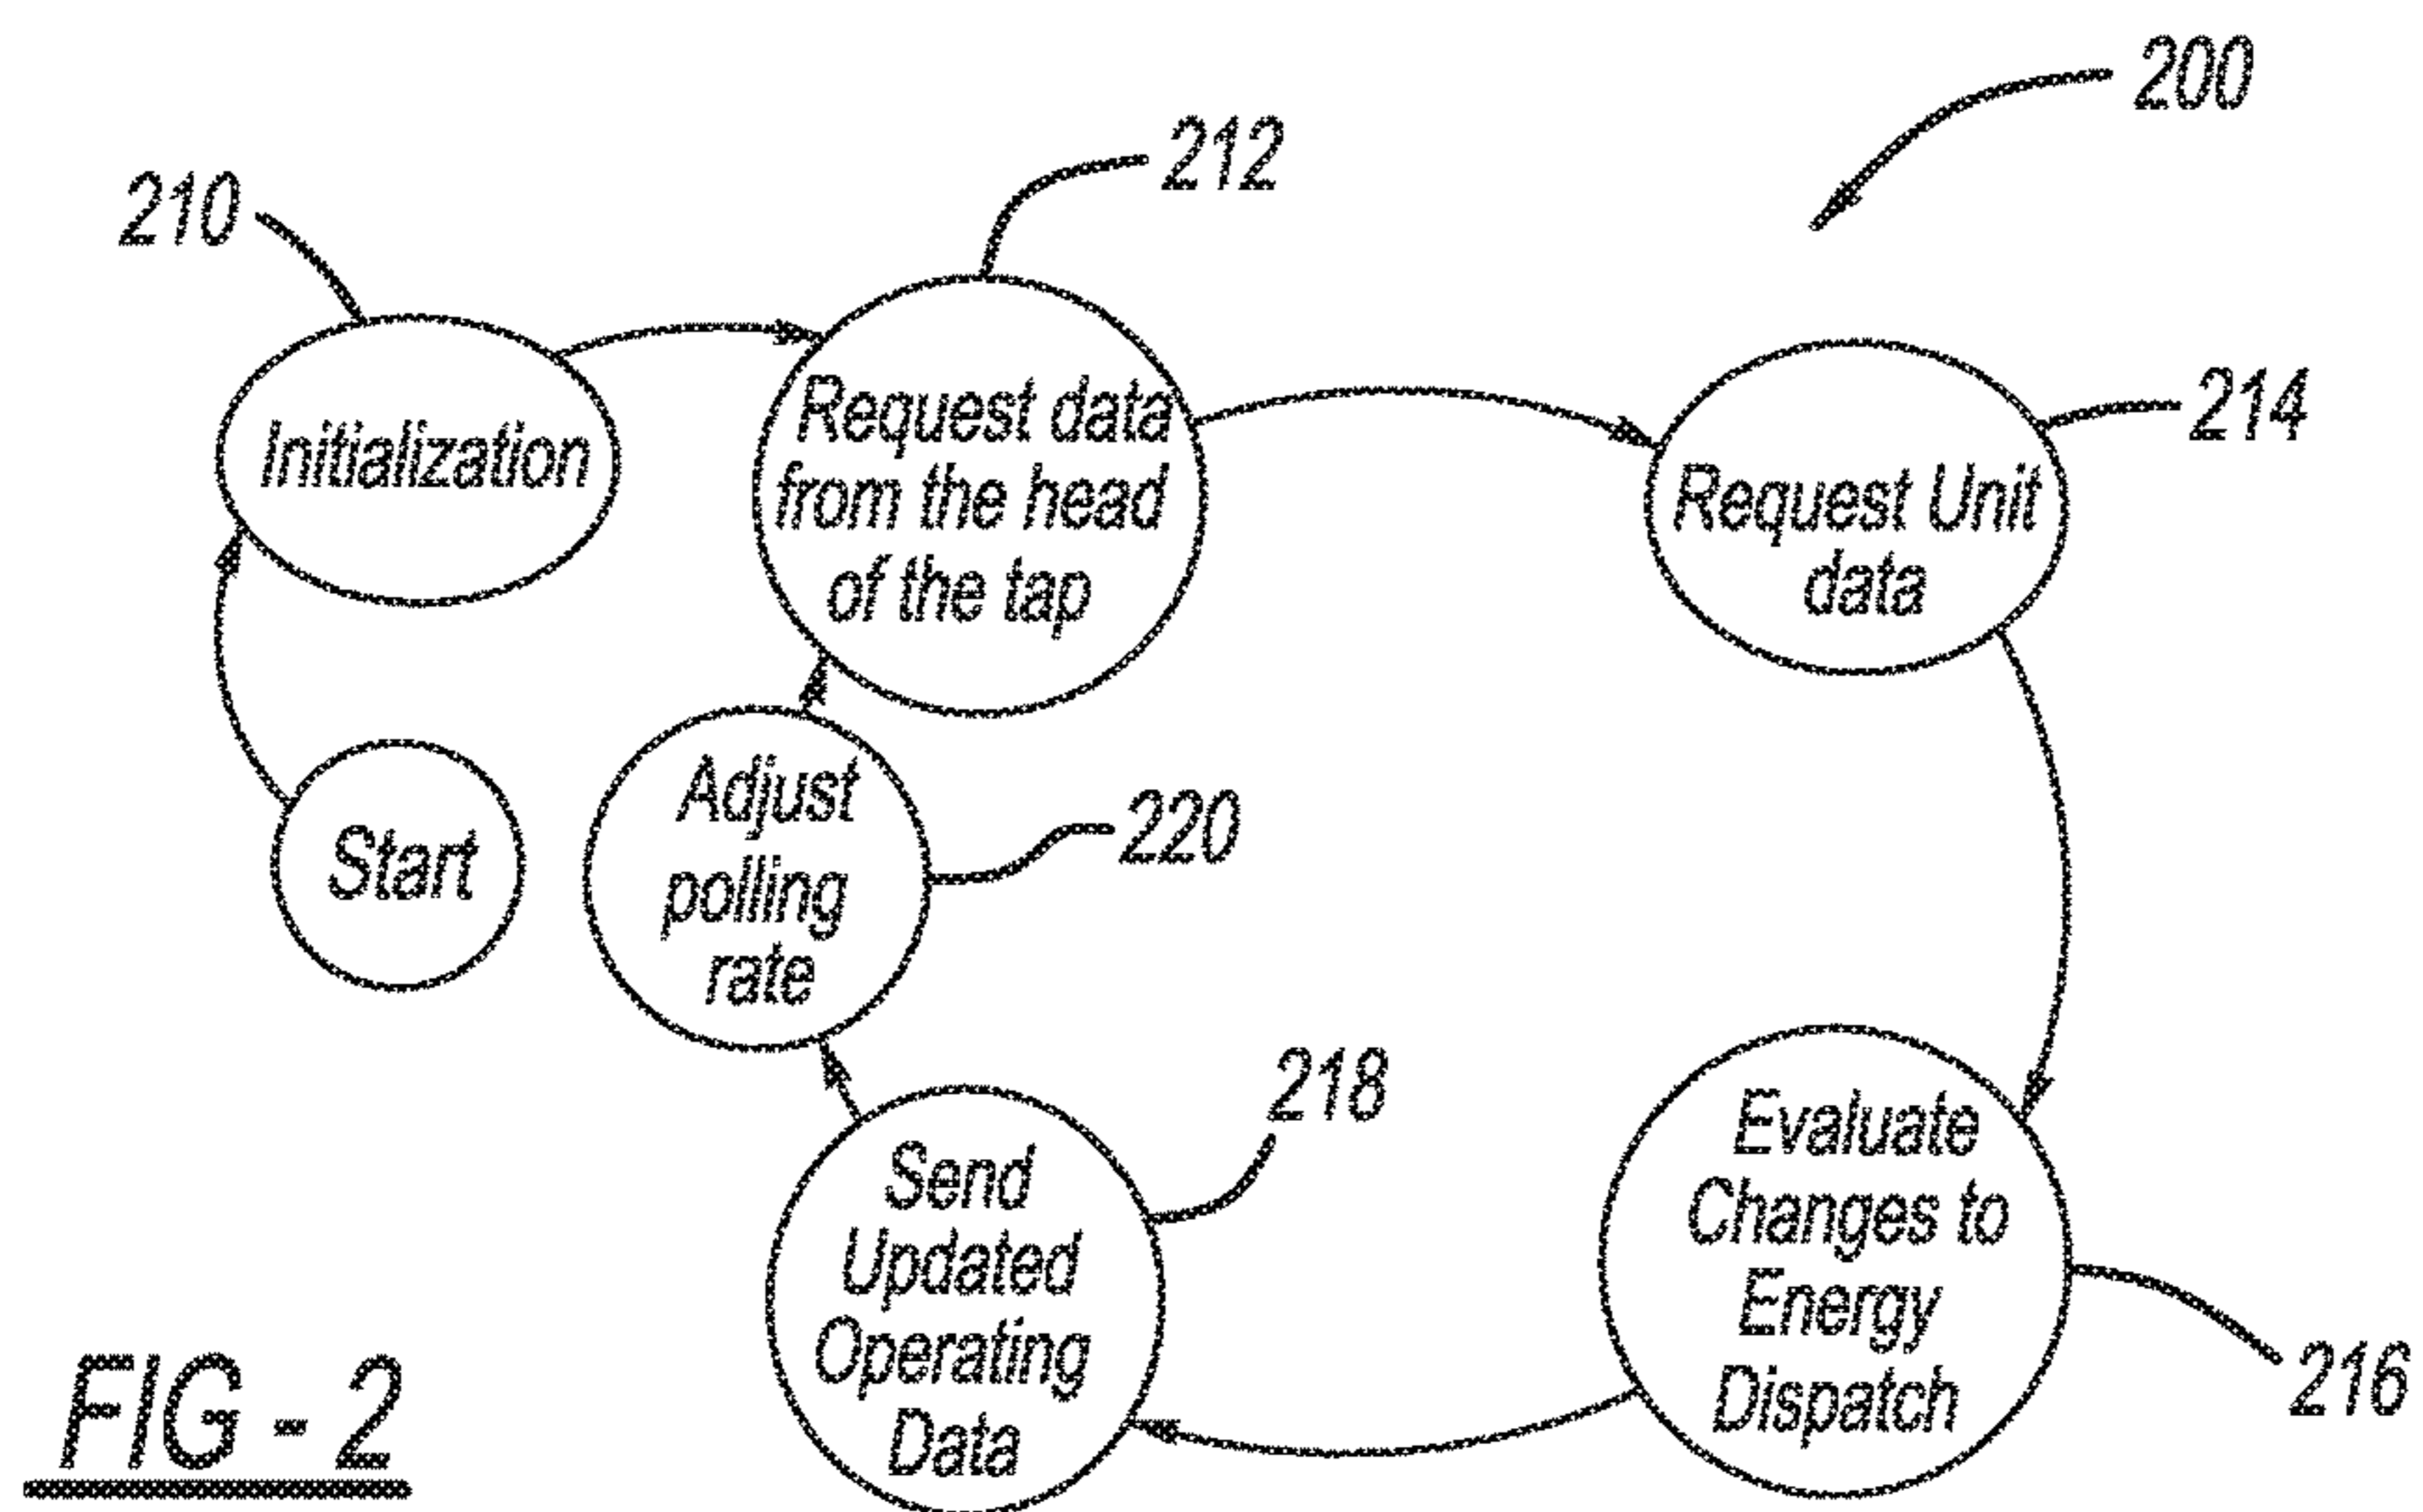 200
212
210
214
Initialization
Request data
from the head
of the tap
Request Unit
data
Start
Adjust
polling
rate
220
218
Send
Updated
Operating
Data
Evaluate
Changes to
Energy
Dispatch
216
FIG - 2